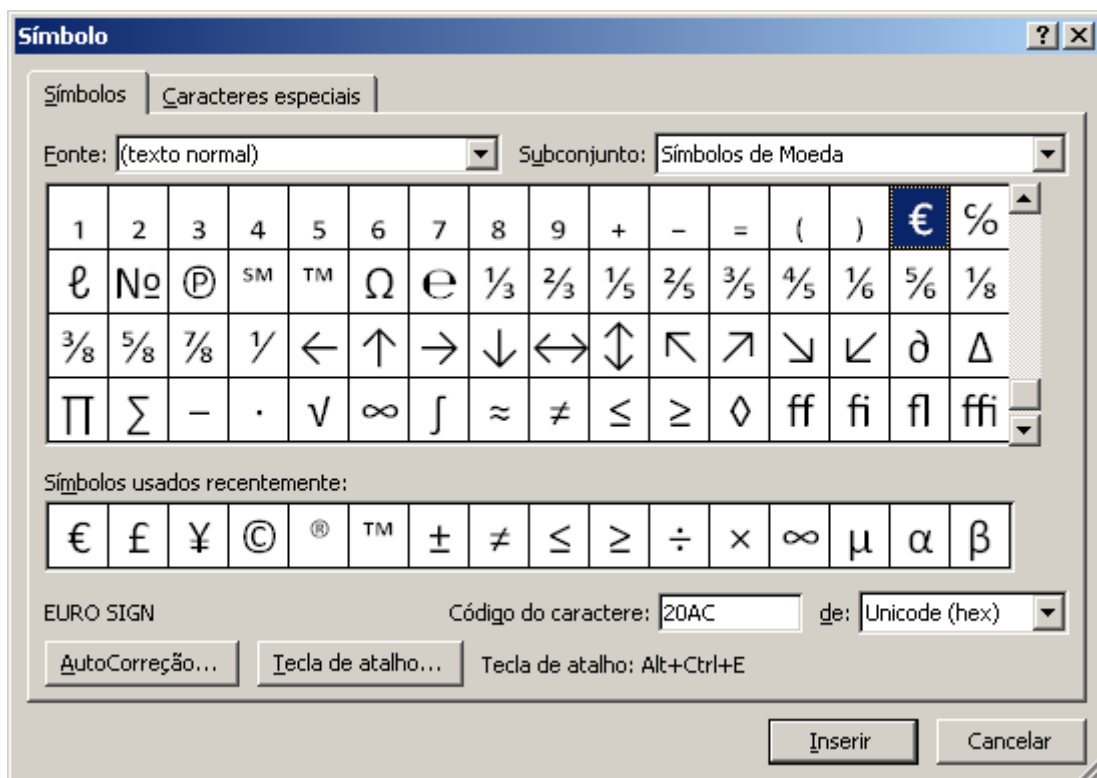 Símbolo
Símbolos Caracteres especiais
Fonte: (texto normal) Subconjunto: Símbolos de Moeda
1 2 3 4 5 6 7 8 9 + − = ( ) € ℅
ℓ № ℗ ℠ ™ Ω ℮ ⅓ ⅔ ⅕ ⅖ ⅗ ⅘ ⅙ ⅚ ⅛
⅜ ⅝ ⅞ ⅟ ← ↑ → ↓ ↔ ↕ ↖ ↗ ↘ ↙ ∂ ∆
∏ ∑ − ∙ √ ∞ ∫ ≈ ≠ ≤ ≥ ◊ ff fi fl ffi
Símbolos usados recentemente:
€ £ ¥ © ® ™ ± ≠ ≤ ≥ ÷ × ∞ µ α β
EURO SIGN Código do caractere: 20AC de: Unicode (hex)
AutoCorreção... Tecla de atalho... Tecla de atalho: Alt+Ctrl+E
Inserir Cancelar